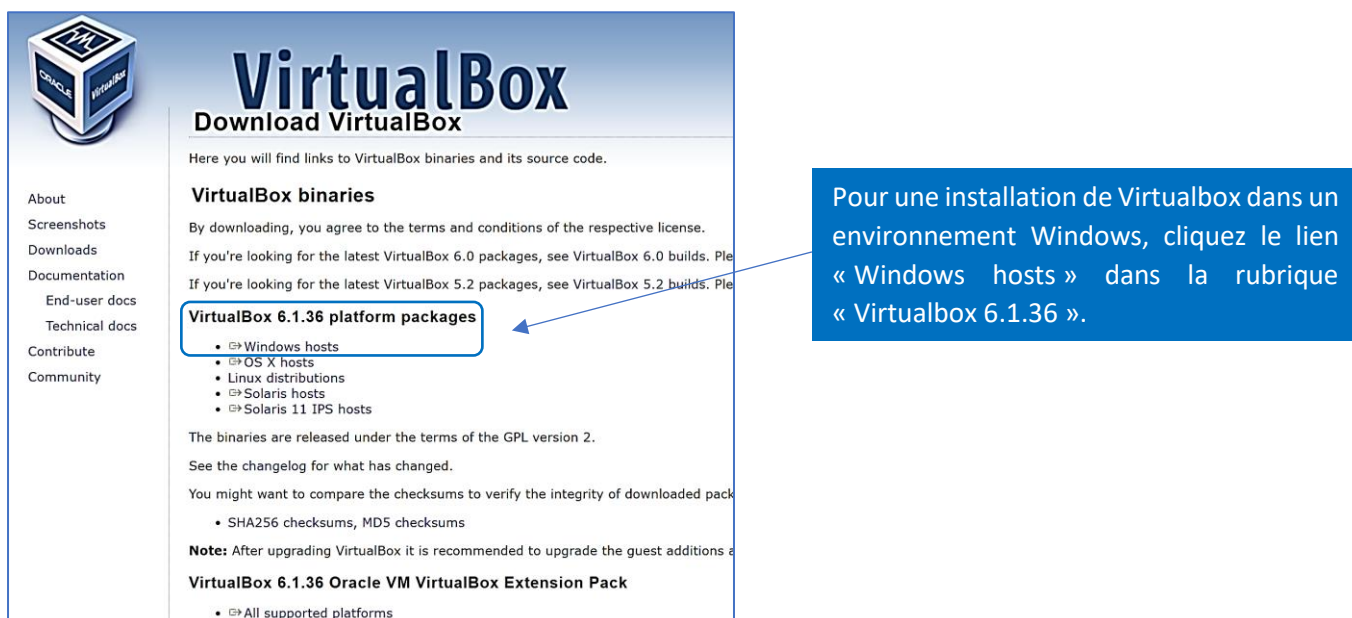 VM
ORACLE
VirtualBox
VirtualBox
Download VirtualBox
Here you will find links to VirtualBox binaries and its source code.
About
Screenshots
Downloads
Documentation
End-user docs
Technical docs
Contribute
Community
VirtualBox binaries
By downloading, you agree to the terms and conditions of the respective license.
If you're looking for the latest VirtualBox 6.0 packages, see VirtualBox 6.0 builds. Ple
If you're looking for the latest VirtualBox 5.2 packages, see VirtualBox 5.2 builds. Ple
VirtualBox 6.1.36 platform packages
• Windows hosts
• OS X hosts
• Linux distributions
• Solaris hosts
• Solaris 11 IPS hosts
The binaries are released under the terms of the GPL version 2.
See the changelog for what has changed.
You might want to compare the checksums to verify the integrity of downloaded pack
• SHA256 checksums, MD5 checksums
Note: After upgrading VirtualBox it is recommended to upgrade the guest additions a
VirtualBox 6.1.36 Oracle VM VirtualBox Extension Pack
• All supported platforms
Pour une installation de Virtualbox dans un
environnement Windows, cliquez le lien
« Windows hosts » dans la rubrique
« Virtualbox 6.1.36 ».